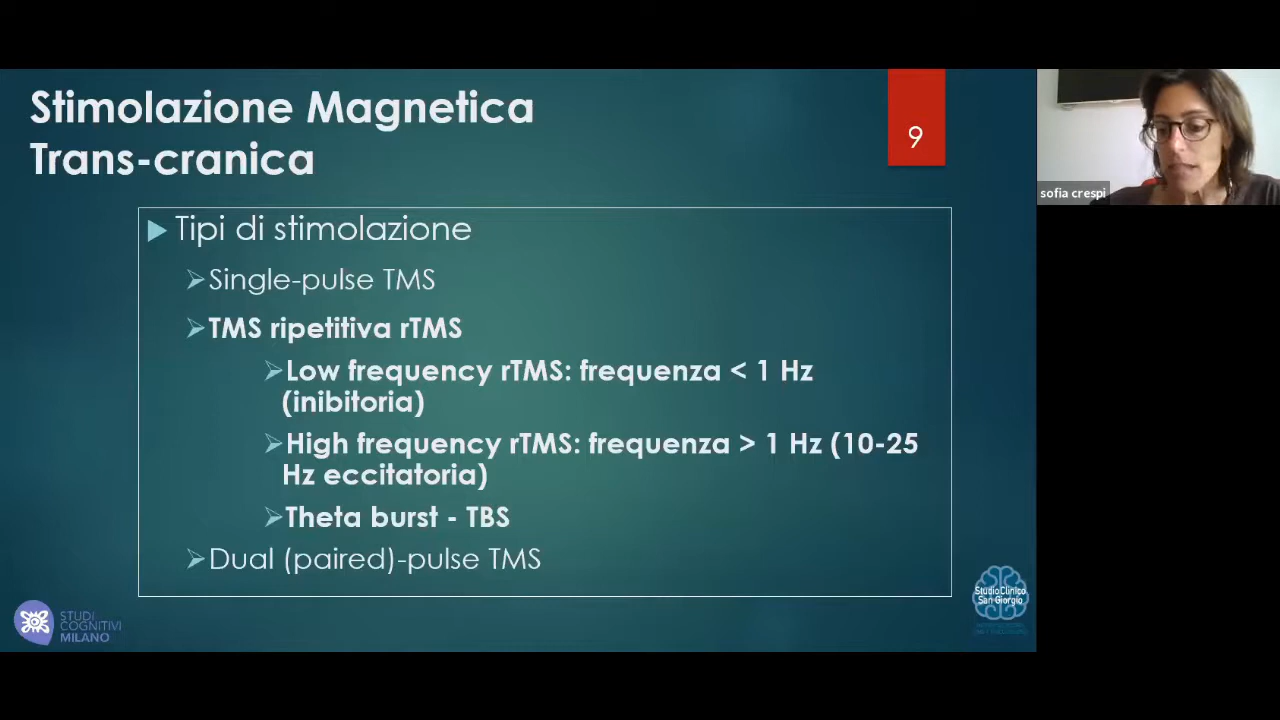 Stimolazione Magnetica
Trans-cranica
9
Tipi di stimolazione
Single-pulse TMS
TMS ripetitiva rTMS
Low frequency rTMS: frequenza < 1 Hz
(inibitoria)
High frequency rTMS: frequenza > 1 Hz (10-25
Hz eccitatoria)
Theta burst - TBS
Dual (paired)-pulse TMS
STUDI
COGNITIVI
MILANO
Studio Clinico
San Giorgio
sofia crespi